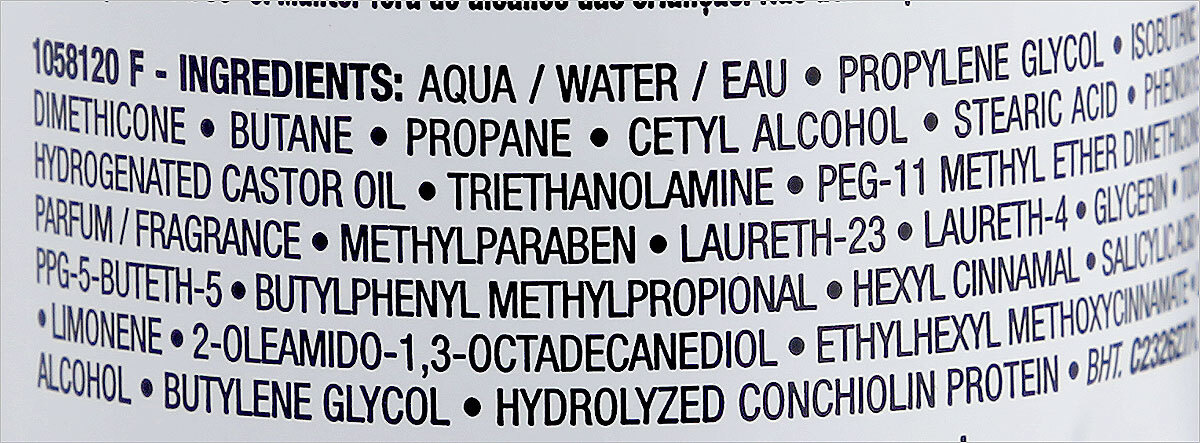 1058120 F - INGREDIENTS: AQUA / WATER / EAU • PROPYLENE GLYCOL • ISOBUTANE
DIMETHICONE • BUTANE • PROPANE • CETYL ALCOHOL • STEARIC ACID •
HYDROGENATED CASTOR OIL • TRIETHANOLAMINE • PEG-11 METHYL ETHER DIMETHICON
PARFUM / FRAGRANCE • METHYLPARABEN • LAURETH-23 • LAURETH-4 • GLYCERIN •
PPG-5-BUTETH-5 • BUTYLPHENYL METHYLPROPIONAL • HEXYL CINNAMAL • SALICYLIC ACID
• LIMONENE • 2-OLEAMIDO-1,3-OCTADECANEDIOL • ETHYLHEXYL METHOXYCINNAMATE •
ALCOHOL • BUTYLENE GLYCOL • HYDROLYZED CONCHIOLIN PROTEIN • BHT.